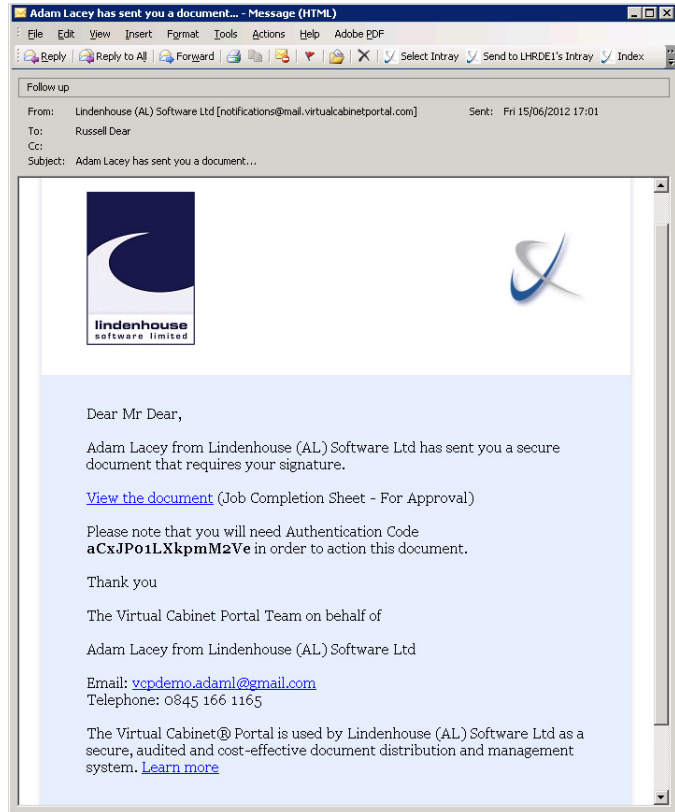 Adam Lacey has sent you a document... - Message (HTML)
File Edit View Insert Format Tools Actions Help Adobe PDF
Reply Reply to All Forward Select Intray Send to LHRDE1's Intray Index
Follow up
From: Lindenhouse (AL) Software Ltd [notifications@mail.virtualcabinetportal.com] Sent: Fri 15/06/2012 17:01
To: Russell Dear
Cc:
Subject: Adam Lacey has sent you a document...
lindenhouse
software limited
Dear Mr Dear,
Adam Lacey from Lindenhouse (AL) Software Ltd has sent you a secure
document that requires your signature.
View the document (Job Completion Sheet - For Approval)
Please note that you will need Authentication Code
aCxJP01LXkpmM2Ve in order to action this document.
Thank you
The Virtual Cabinet Portal Team on behalf of
Adam Lacey from Lindenhouse (AL) Software Ltd
Email: vcpdemo.adaml@gmail.com
Telephone: 0845 166 1165
The Virtual Cabinet® Portal is used by Lindenhouse (AL) Software Ltd as a
secure, audited and cost-effective document distribution and management
system. Learn more